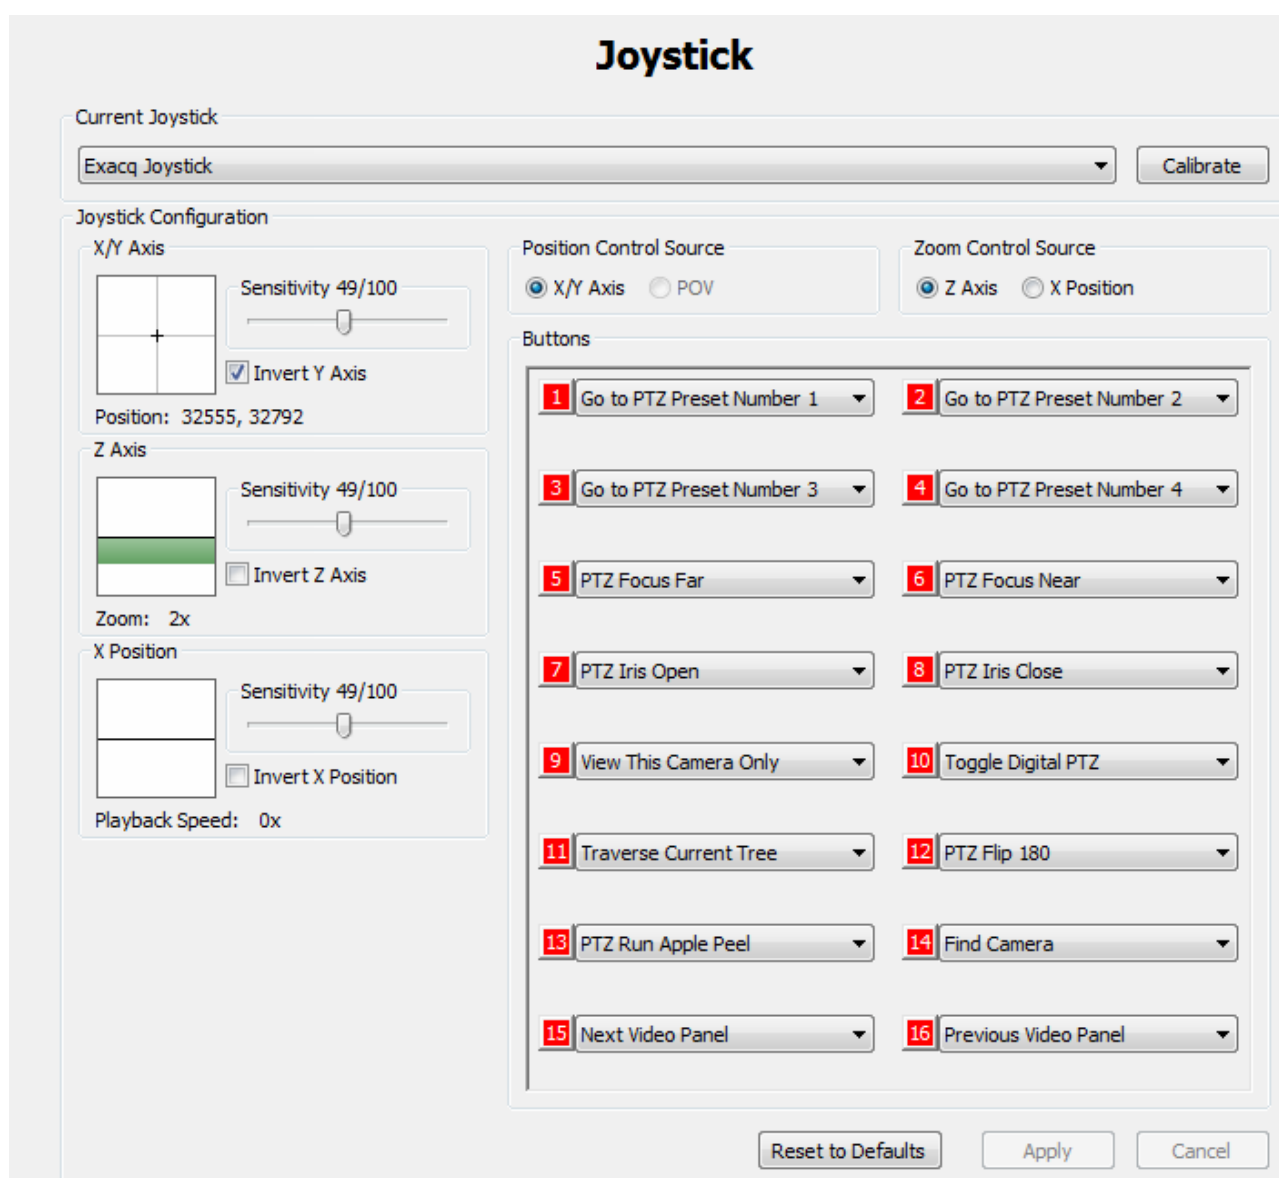 Joystick
Current Joystick
Exacq Joystick
Calibrate
Joystick Configuration
X/Y Axis
Sensitivity 49/100
Invert Y Axis
Position: 32555, 32792
Z Axis
Sensitivity 49/100
Invert Z Axis
Zoom: 2x
X Position
Sensitivity 49/100
Invert X Position
Playback Speed: 0x
Position Control Source
X/Y Axis POV
Zoom Control Source
Z Axis X Position
Buttons
1 Go to PTZ Preset Number 1
2 Go to PTZ Preset Number 2
3 Go to PTZ Preset Number 3
4 Go to PTZ Preset Number 4
5 PTZ Focus Far
6 PTZ Focus Near
7 PTZ Iris Open
8 PTZ Iris Close
9 View This Camera Only
10 Toggle Digital PTZ
11 Traverse Current Tree
12 PTZ Flip 180
13 PTZ Run Apple Peel
14 Find Camera
15 Next Video Panel
16 Previous Video Panel
Reset to Defaults
Apply
Cancel